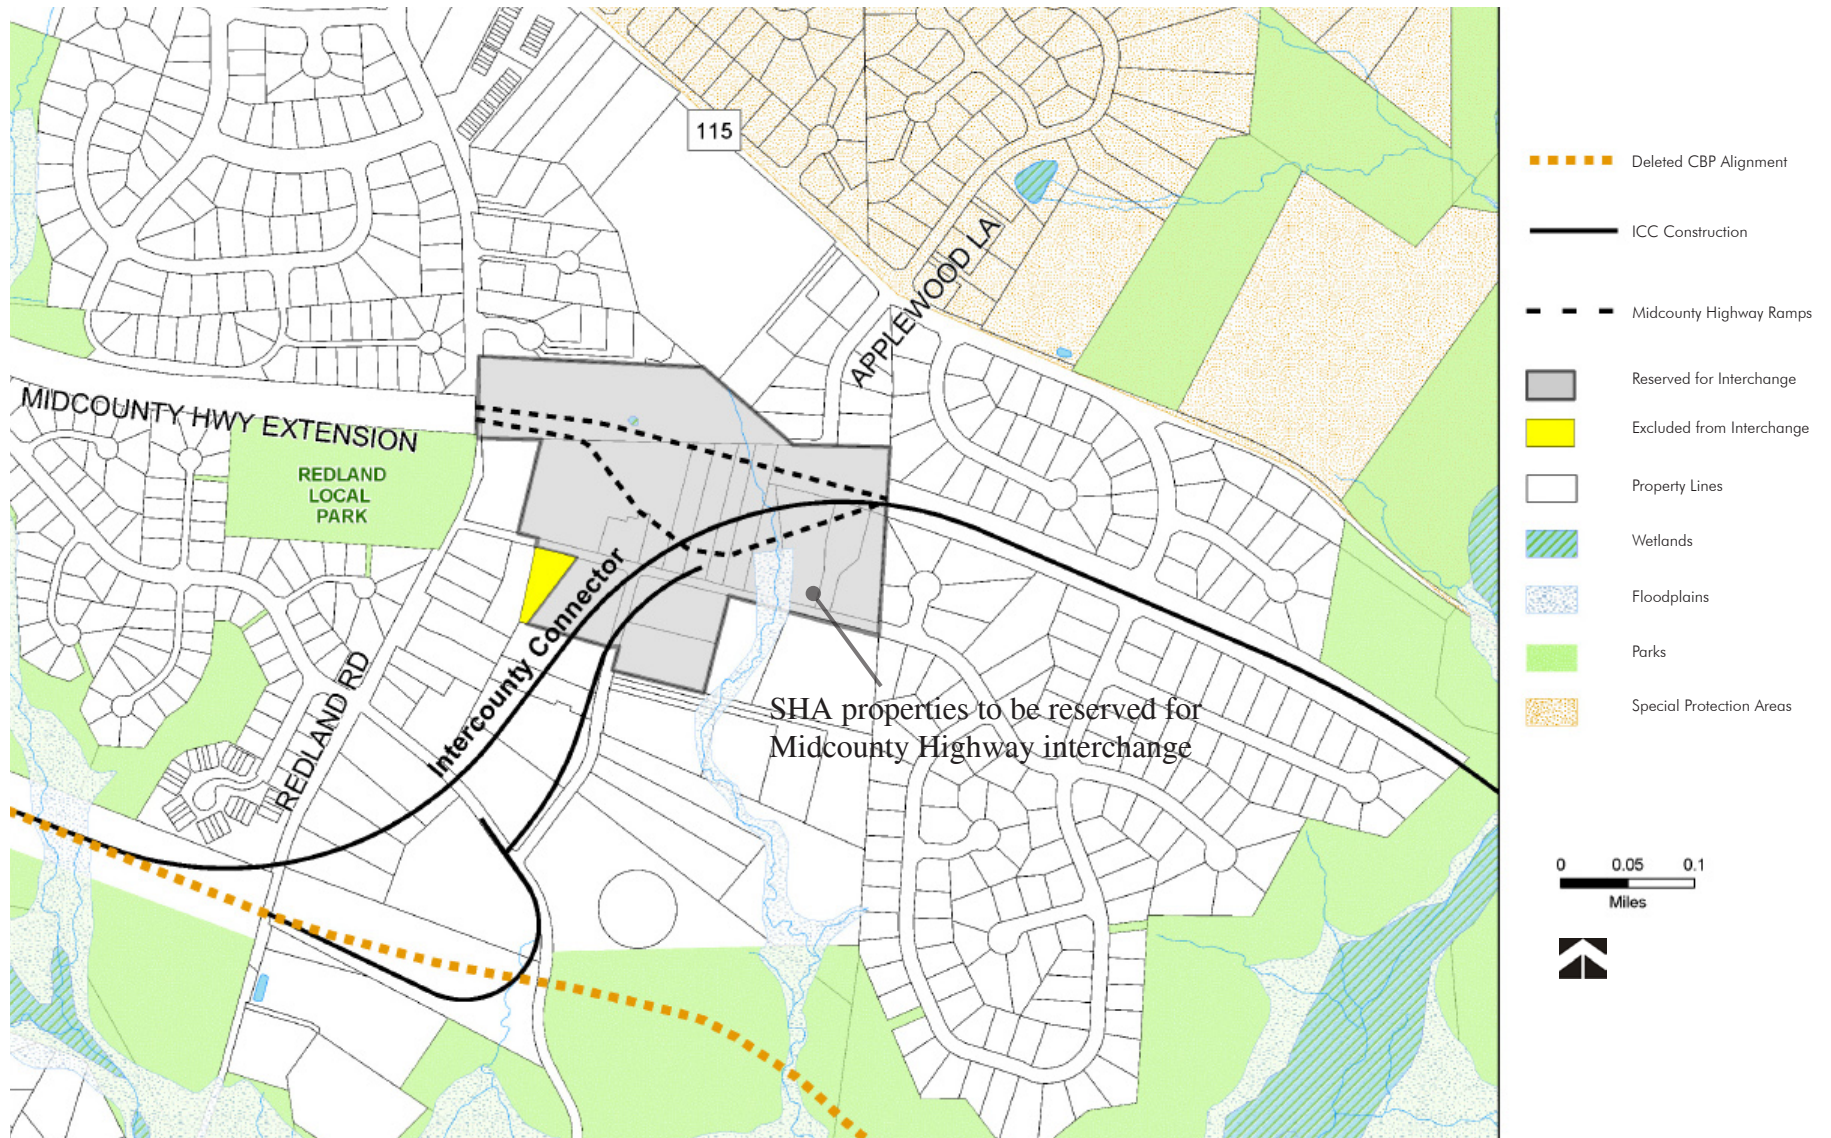 115
APPLEWOOD LA
MIDCOUNTY HWY EXTENSION
REDLAND
LOCAL
PARK
Intercounty Connector
REDLAND RD
SHA properties to be reserved for
Midcounty Highway interchange
Deleted CBP Alignment
ICC Construction
Midcounty Highway Ramps
Reserved for Interchange
Excluded from Interchange
Property Lines
Wetlands
Floodplains
Parks
Special Protection Areas
0 0.05 0.1
Miles